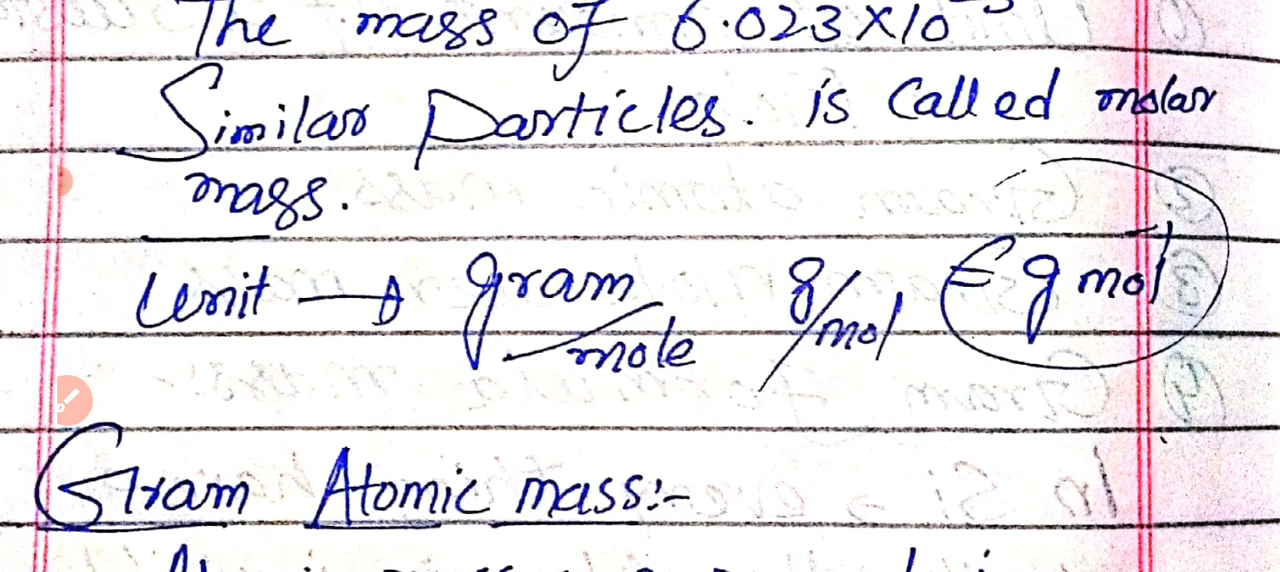 The mass of 6.023 X 10
Similar Particles. is Called molar
mass.
Unit → gram/mole g/mol € g mol⁻¹
Gram Atomic mass:-